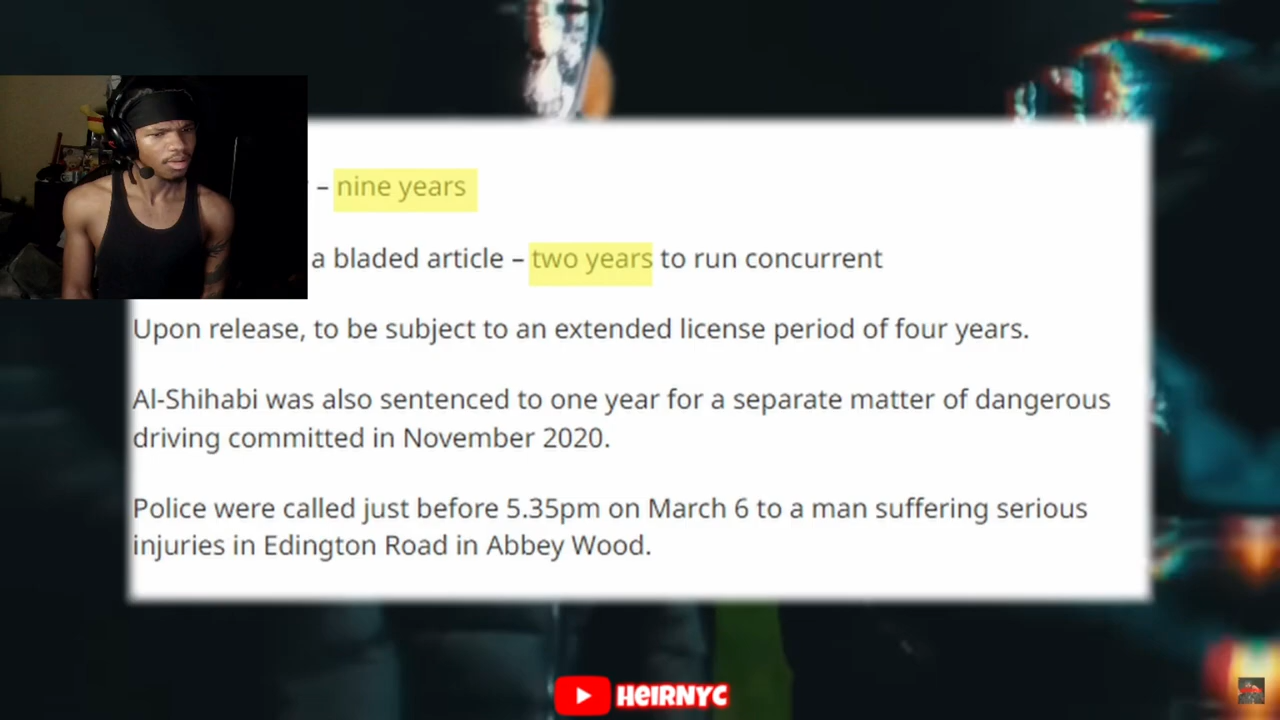 – nine years
a bladed article – two years to run concurrent
Upon release, to be subject to an extended license period of four years.
Al-Shihabi was also sentenced to one year for a separate matter of dangerous
driving committed in November 2020.
Police were called just before 5.35pm on March 6 to a man suffering serious
injuries in Edington Road in Abbey Wood.
HEIRNYC